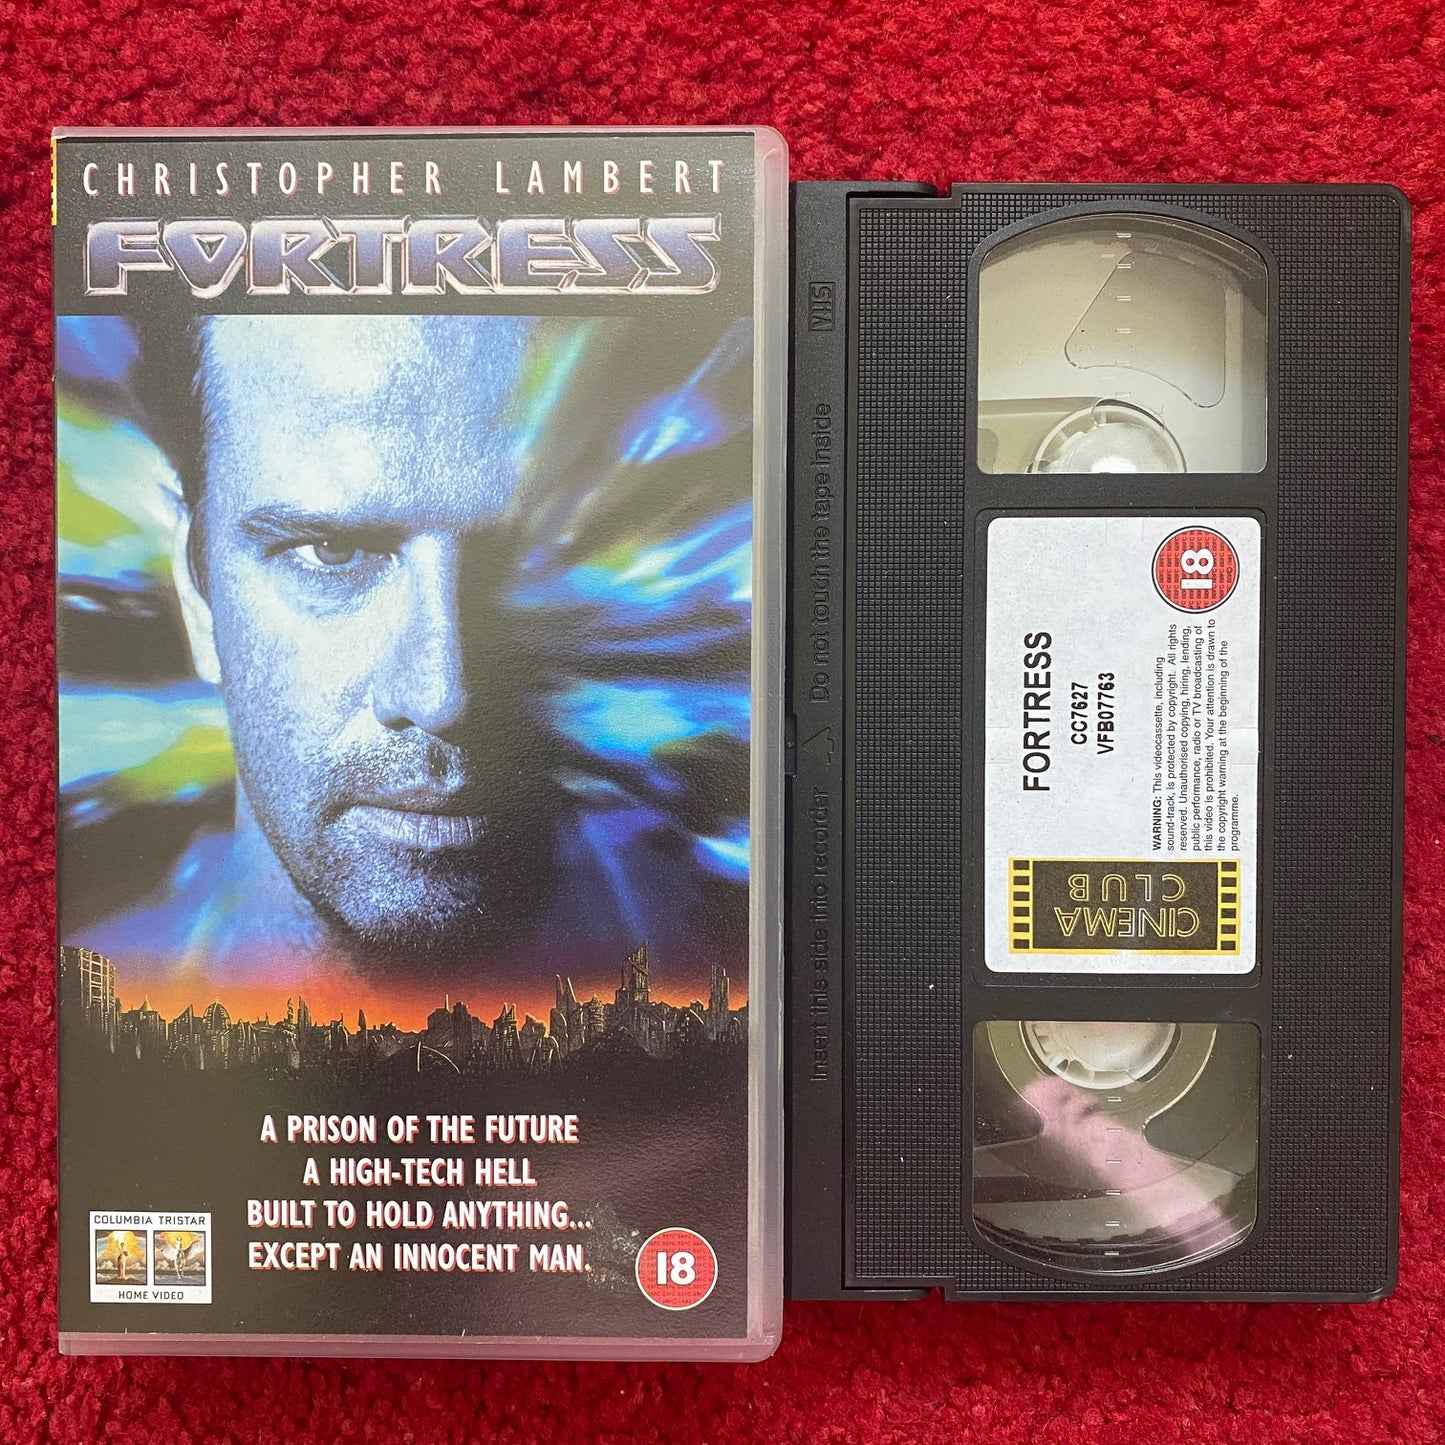 CHRISTOPHER LAMBERT
FORTRESS
A PRISON OF THE FUTURE
A HIGH-TECH HELL
BUILT TO HOLD ANYTHING...
EXCEPT AN INNOCENT MAN.
COLUMBIA TRISTAR
HOME VIDEO
18
VHS
Insert this side into recorder
Do not touch the tape inside
FORTRESS
CC7627
VFB07763
18
WARNING: This videocassette, including
sound-track, is protected by copyright. All rights
reserved. Unauthorised copying, hiring, lending,
public performance, radio or TV broadcasting of
this video is prohibited. Your attention is drawn to
the copyright warning at the beginning of the
programme.
CINEMA
CLUB